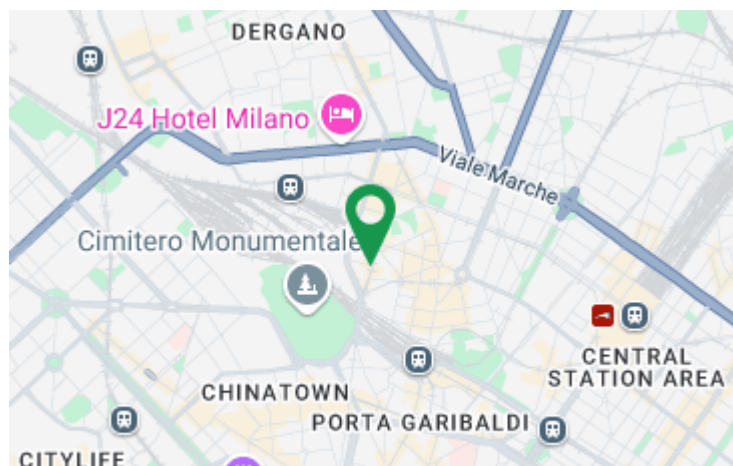 DERGANO
J24 Hotel Milano
Viale Marche
Cimitero Monumentale
CENTRAL
STATION AREA
CHINATOWN
PORTA GARIBALDI
CITYLIFE